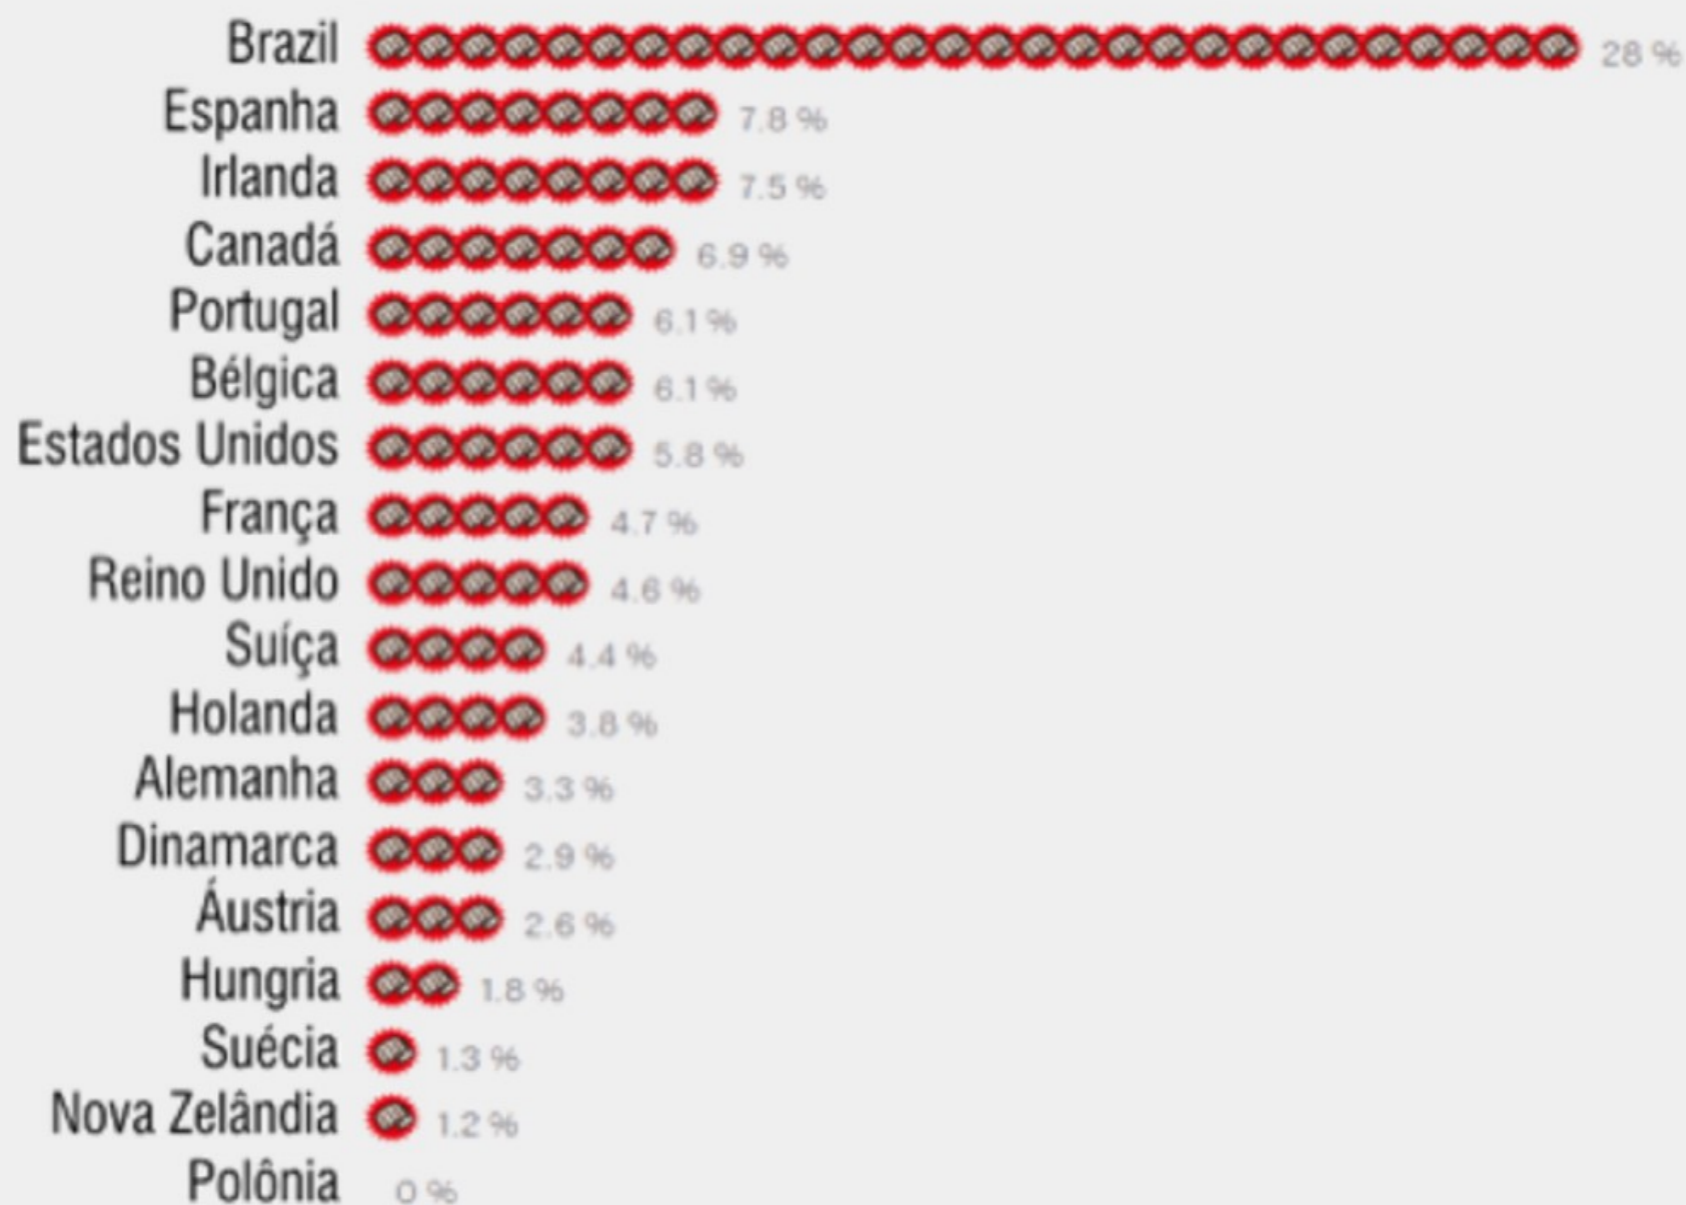 Brazil 28 %
Espanha 7.8 %
Irlanda 7.5 %
Canadá 6.9 %
Portugal 6.1 %
Bélgica 6.1 %
Estados Unidos 5.8 %
França 4.7 %
Reino Unido 4.6 %
Suíça 4.4 %
Holanda 3.8 %
Alemanha 3.3 %
Dinamarca 2.9 %
Áustria 2.6 %
Hungria 1.8 %
Suécia 1.3 %
Nova Zelândia 1.2 %
Polônia 0 %